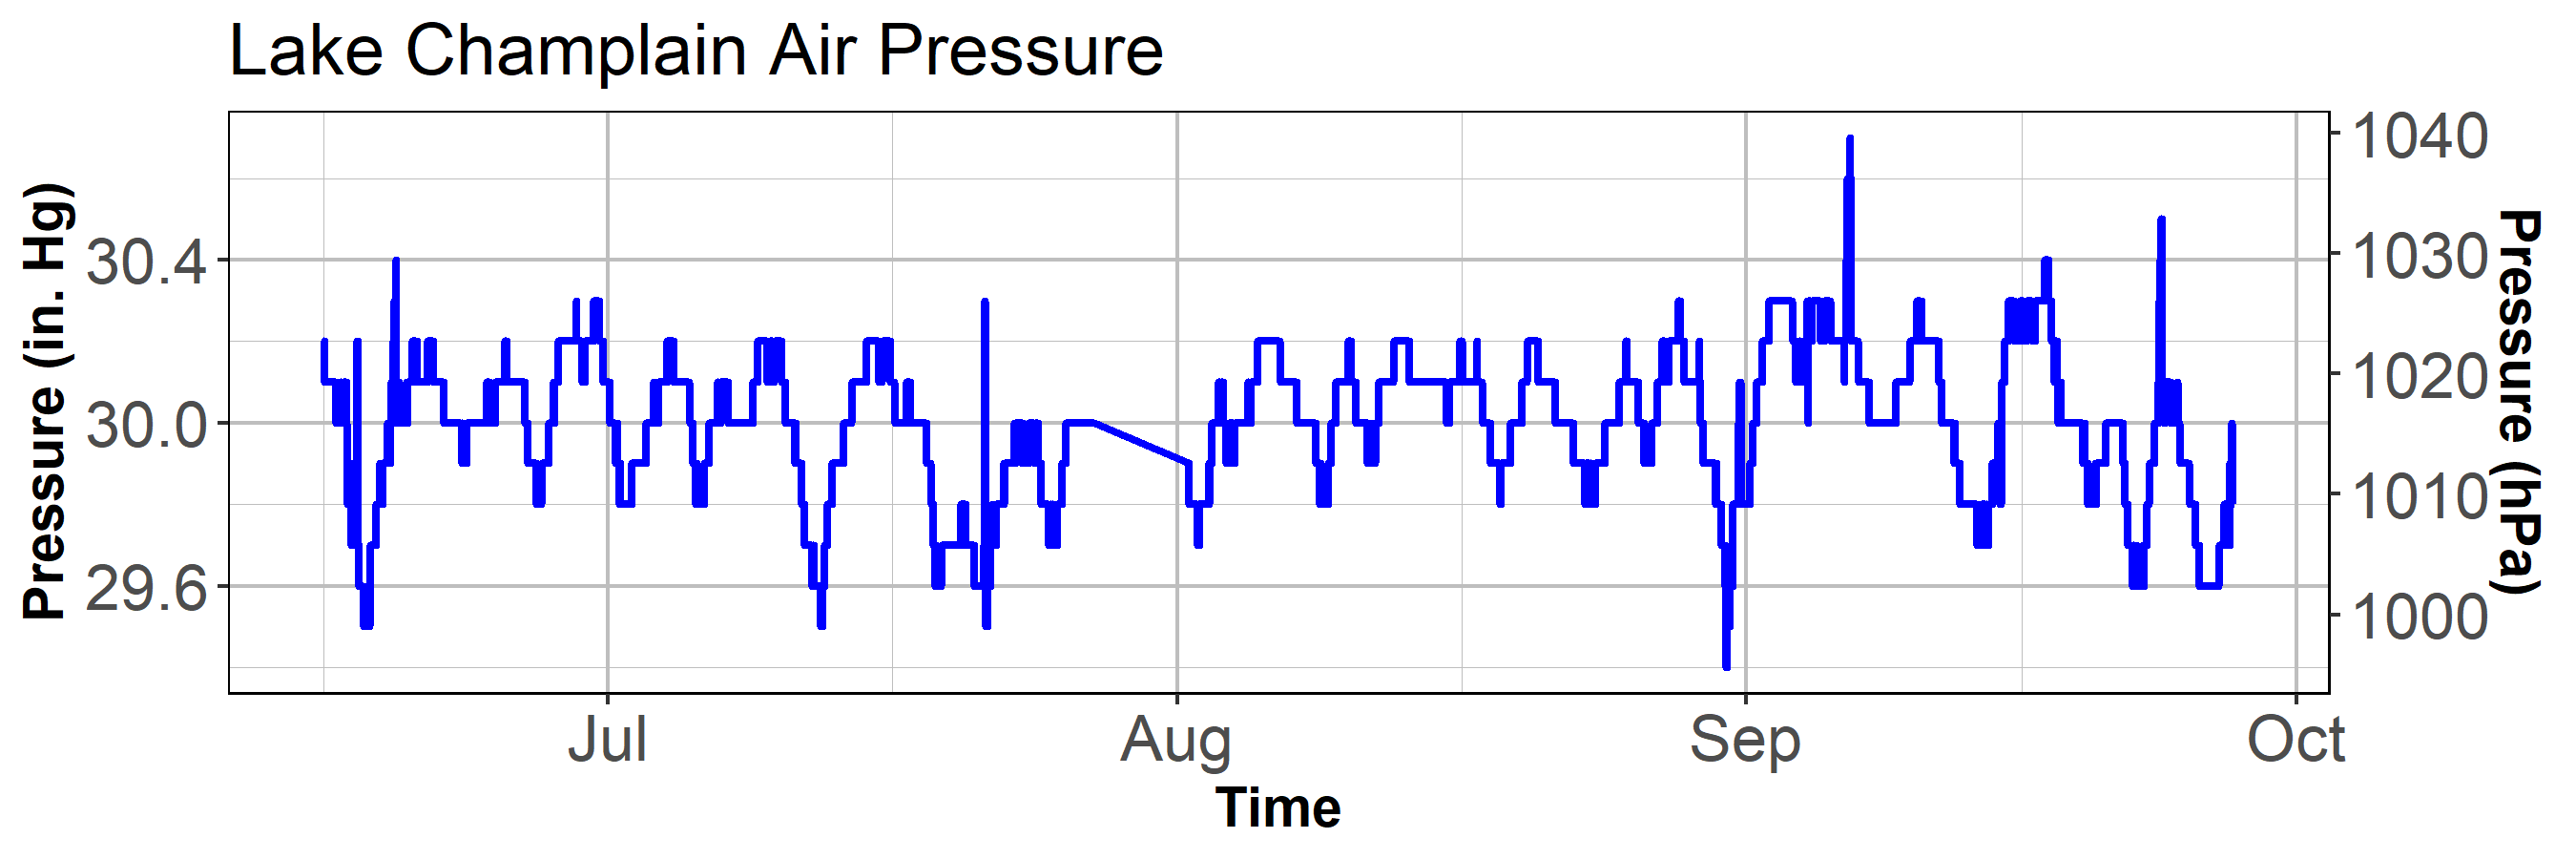 Lake Champlain Air Pressure
Pressure (in. Hg)
30.4
30.0
29.6
1040
1030
1020
1010
1000
Pressure (hPa)
Jul Aug Sep Oct
Time